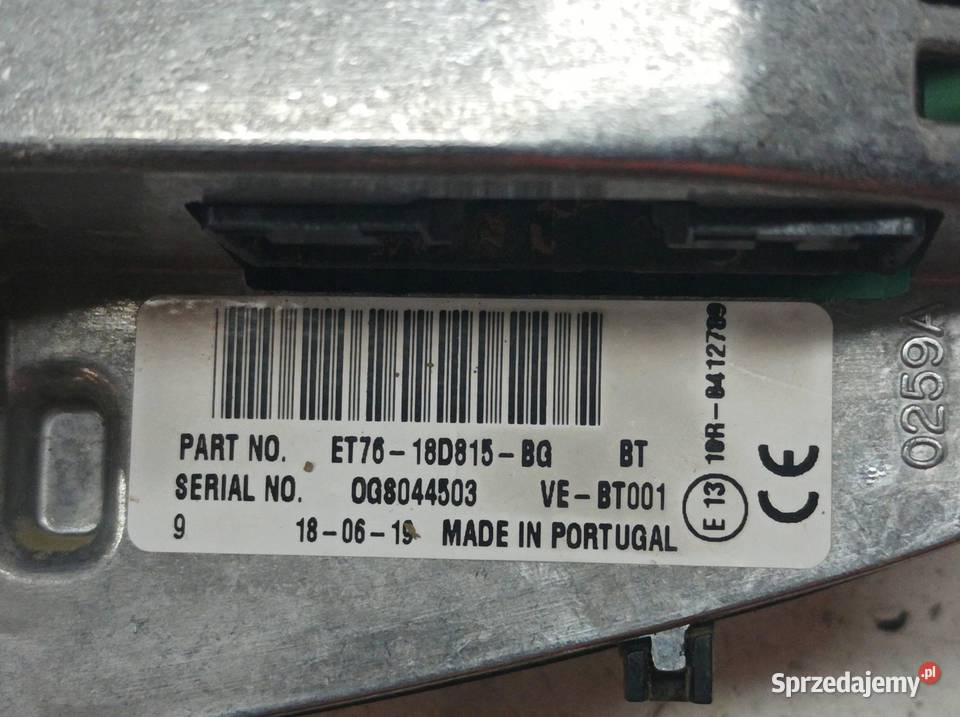 PART NO. ET76-18D815-BG BT
SERIAL NO. 0G8044503 VE-BT001
9 18-06-19 MADE IN PORTUGAL
E 13 10R-0412789
CE
0259A
Sprzedajemy.pl